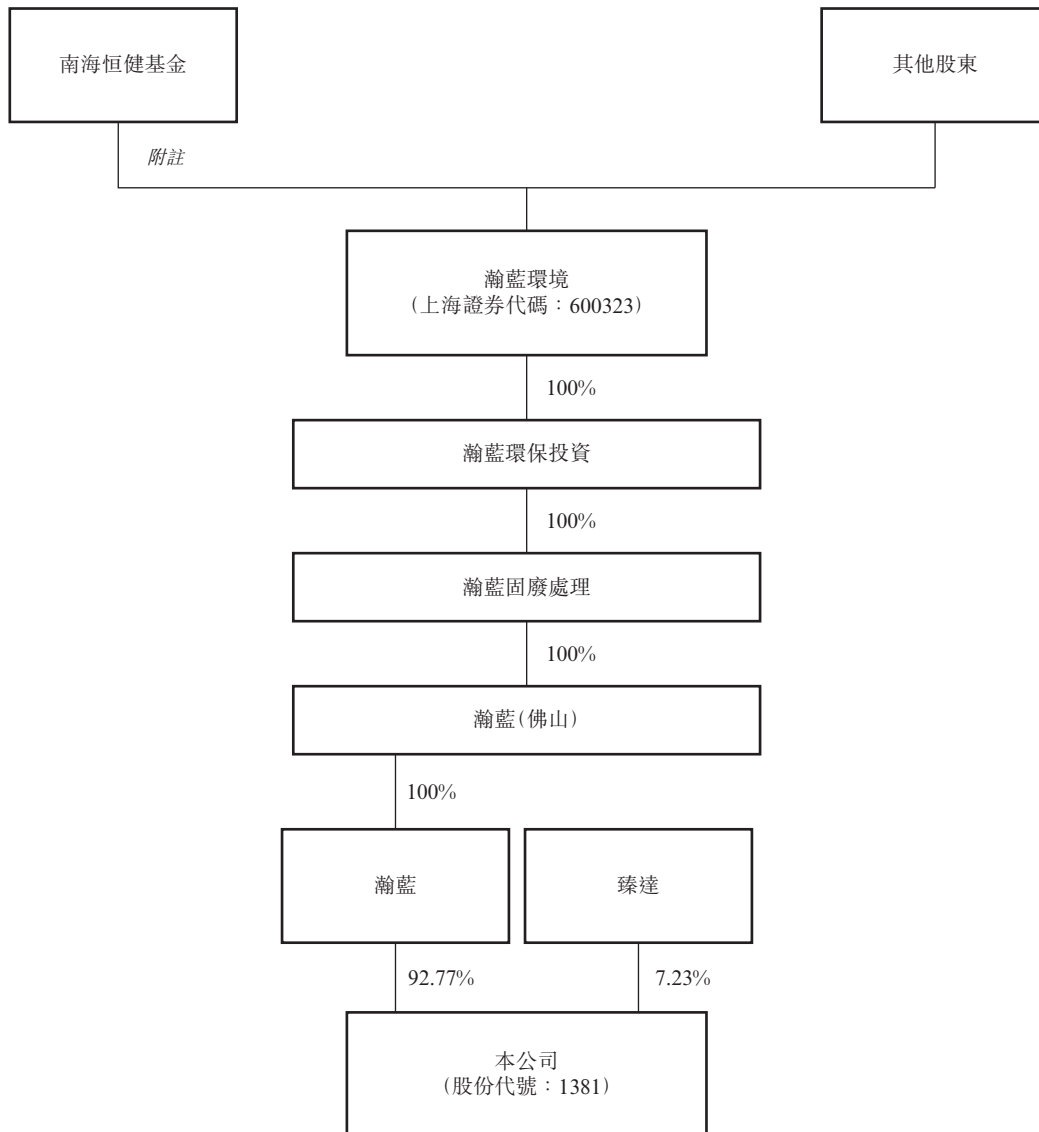 南海恒健基金
其他股東
附註
瀚藍環境
（上海證券代碼：600323）
100%
瀚藍環保投資
100%
瀚藍固廢處理
100%
瀚藍（佛山）
100%
瀚藍
臻達
92.77%
7.23%
本公司
（股份代號：1381）